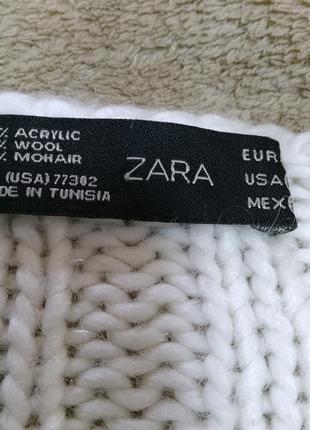 % ACRYLIC
% WOOL
% MOHAIR
(USA) 77302
DE IN TUNISIA
ZARA
EUR
USA
MEX